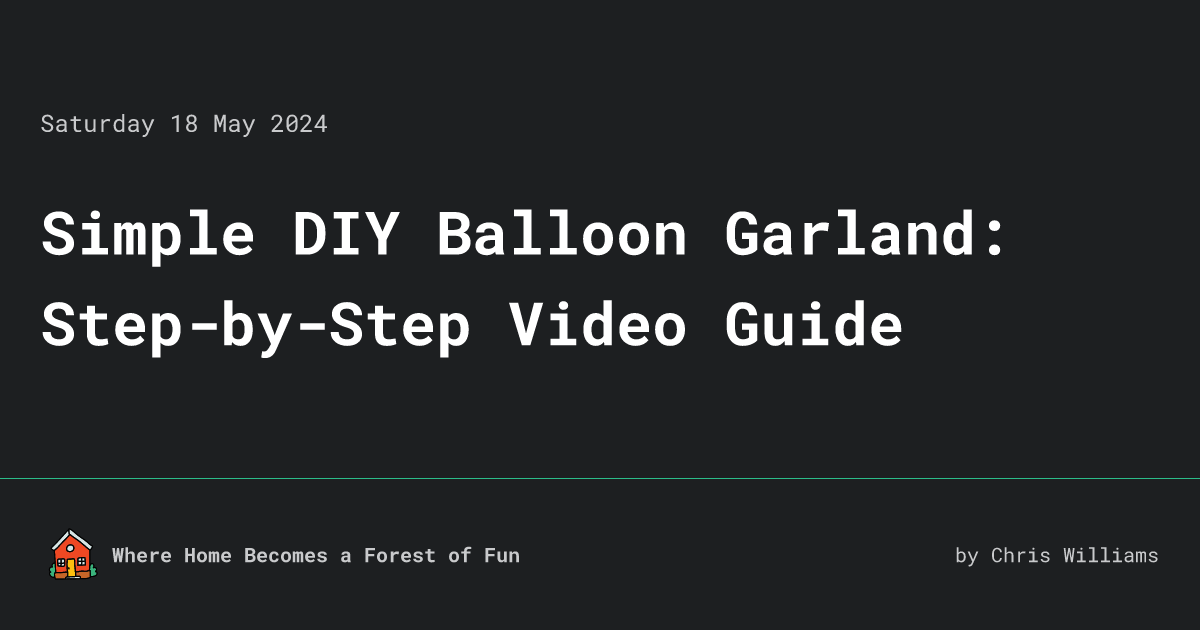 Saturday 18 May 2024
Simple DIY Balloon Garland:
Step-by-Step Video Guide
Where Home Becomes a Forest of Fun
by Chris Williams